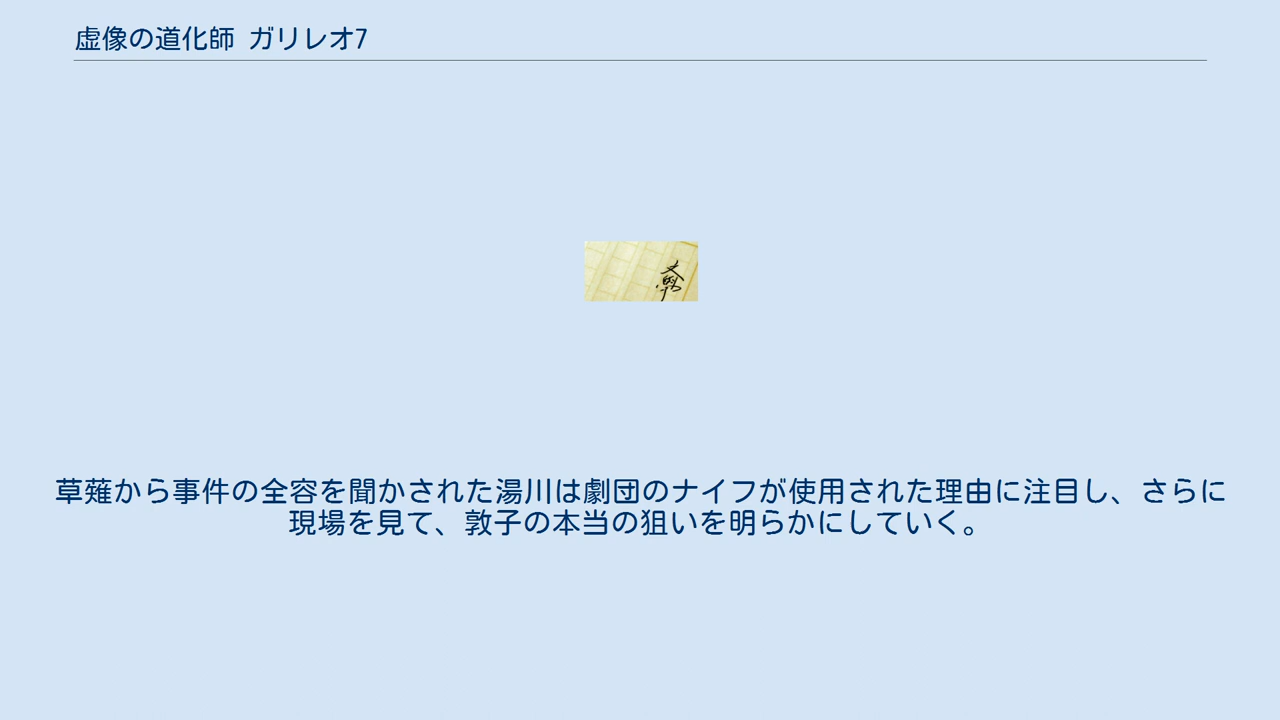 虚像の道化師 ガリレオ7
草薙から事件の全容を聞かされた湯川は劇団のナイフが使用された理由に注目し、さらに
現場を見て、敦子の本当の狙いを明らかにしていく。